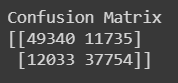 Confusion Matrix
[[49340 11735]
 [12033 37754]]